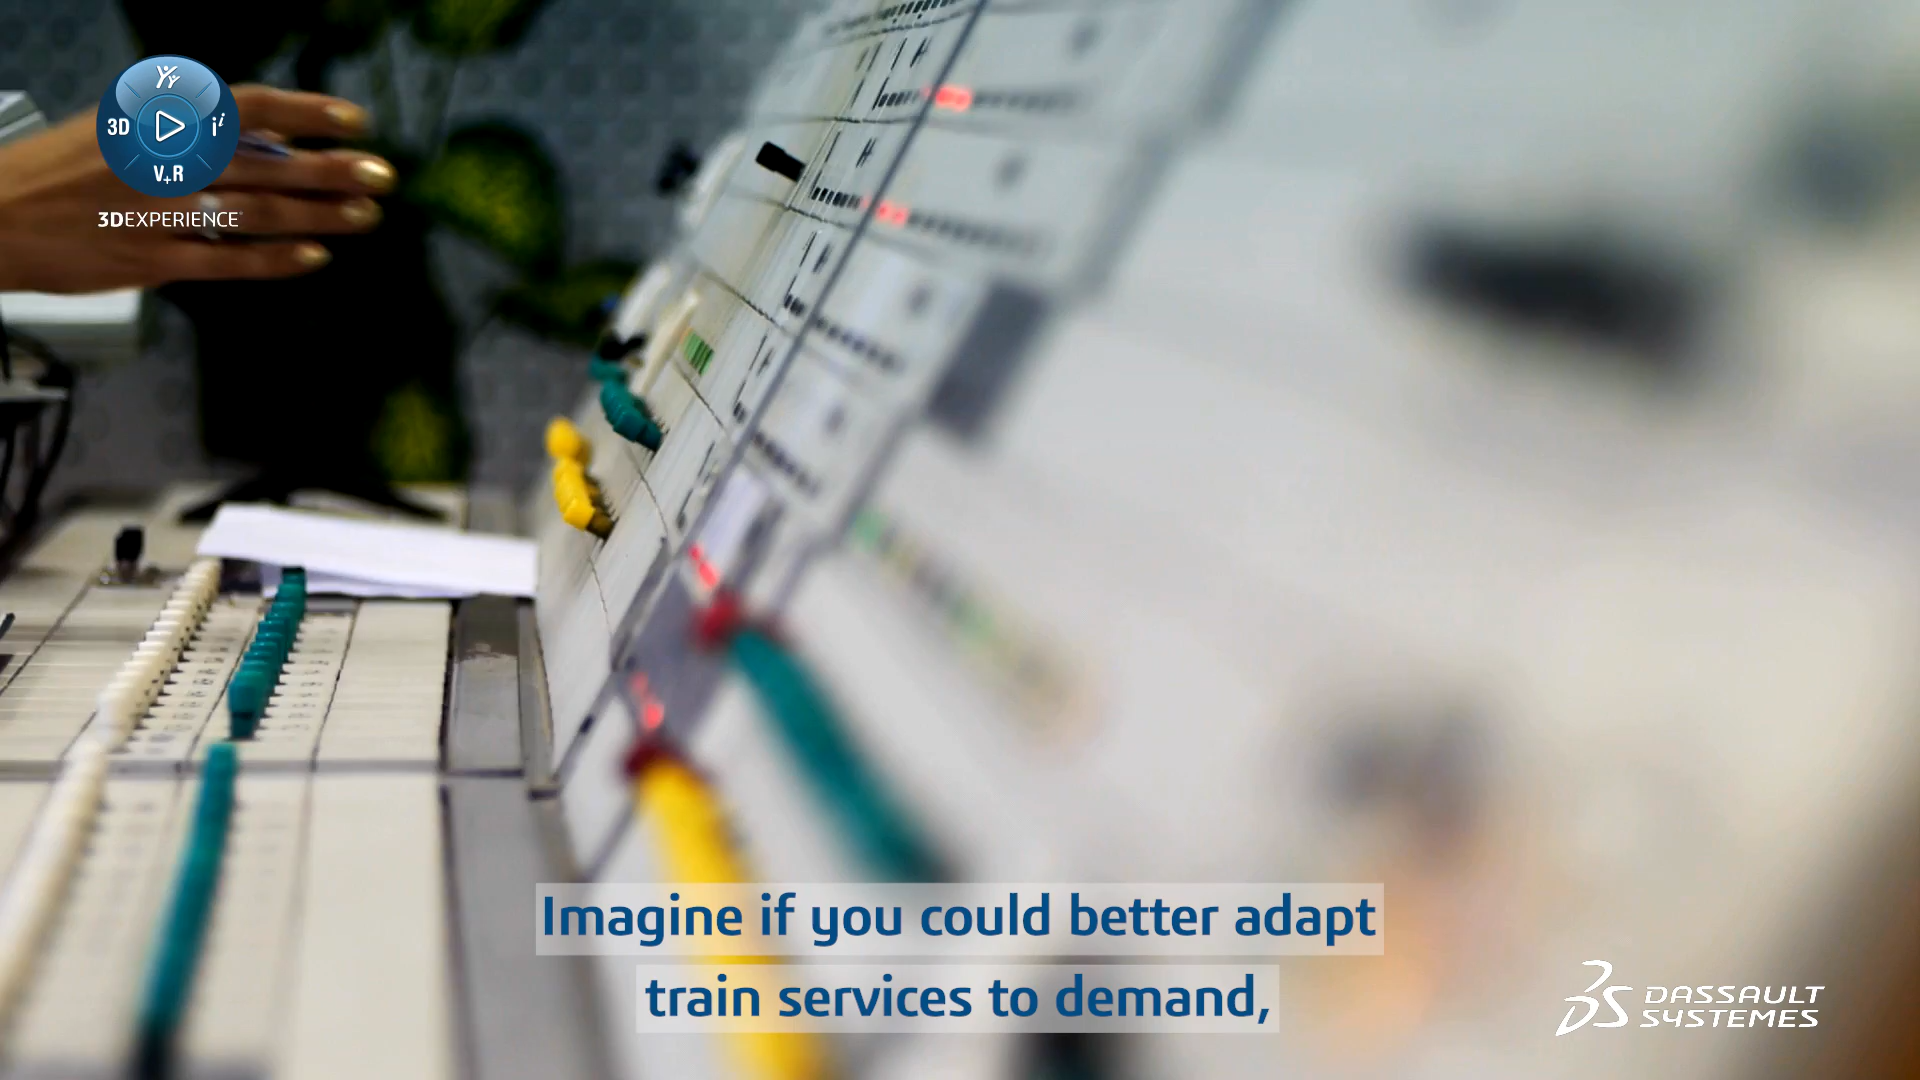 3D
V+R
3DEXPERIENCE
Imagine if you could better adapt
train services to demand,
DASSAULT
SYSTEMES